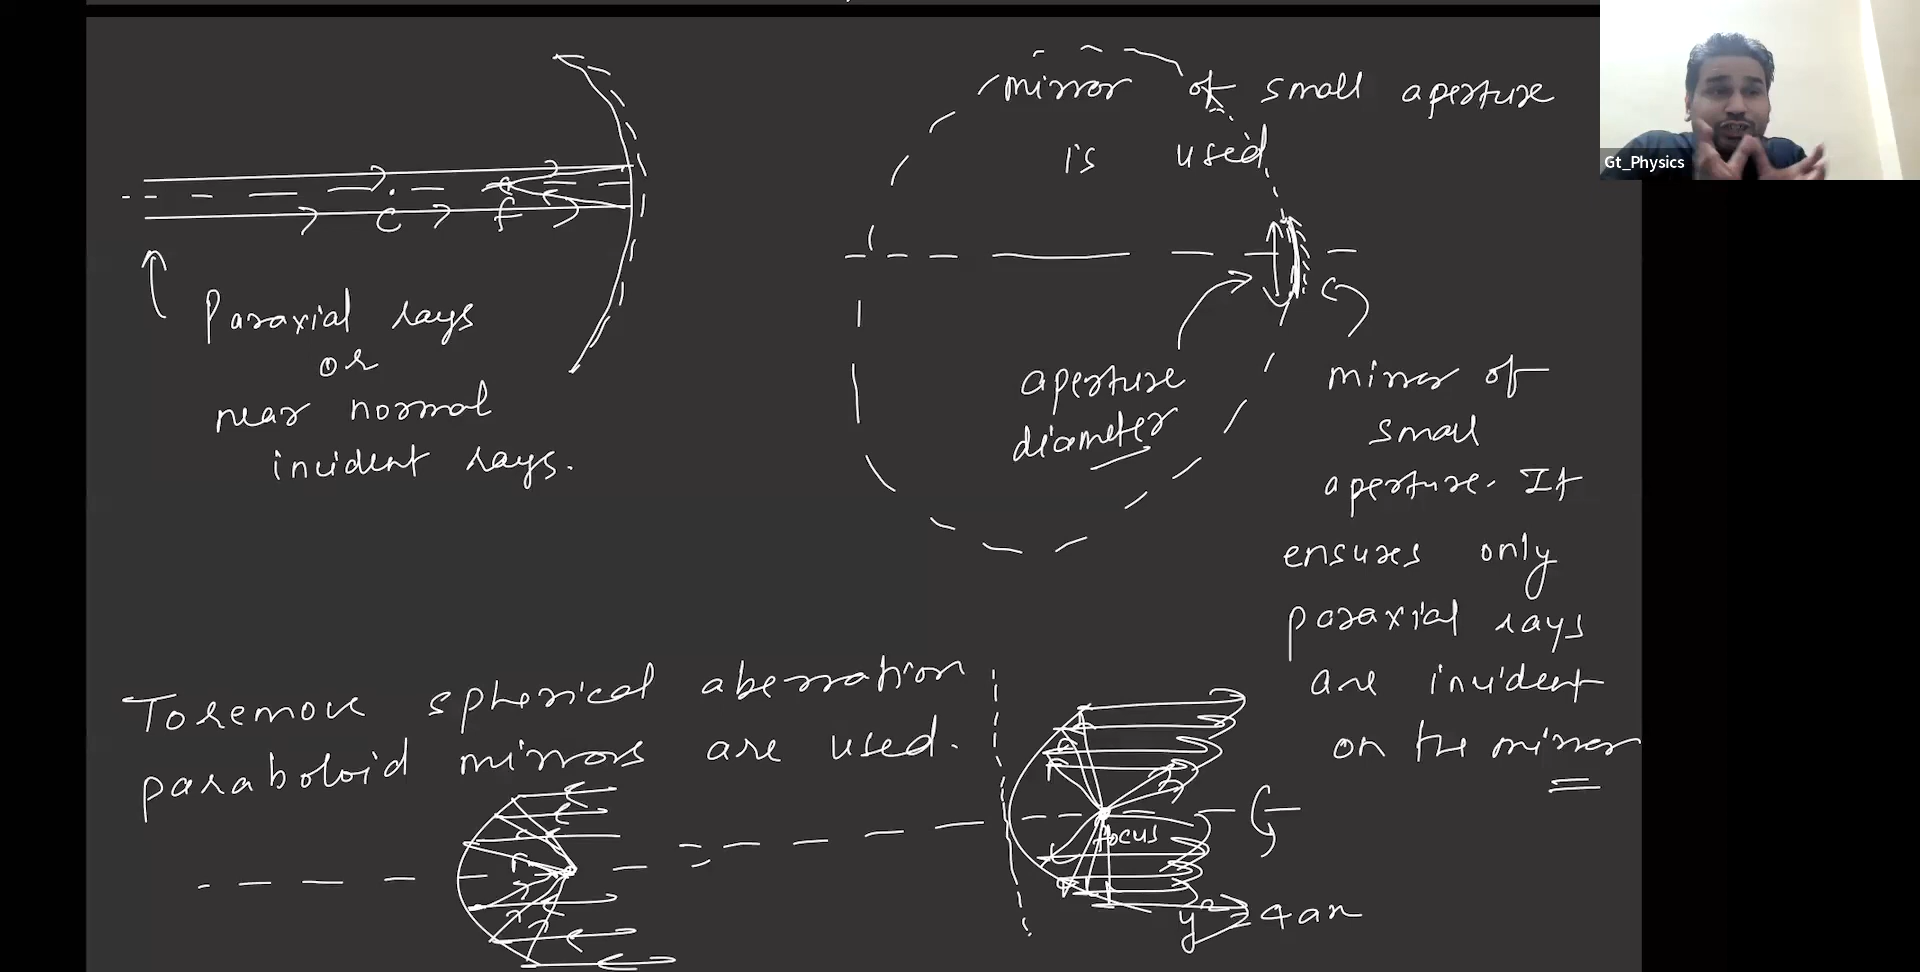 mirror of small aperture
is used
Gt_Physics
C f
Paraxial rays
or
near normal
incident rays.
aperture
diameter
mirror of
small
aperture. It
ensures only
paraxial rays
are incident
on the mirror
To remove spherical aberration
paraboloid mirrors are used.
focus
y² = 4ax